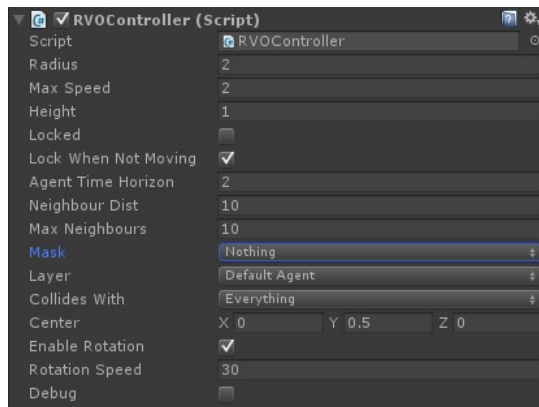 RVOController (Script)
Script RVOController
Radius 2
Max Speed 2
Height 1
Locked
Lock When Not Moving
Agent Time Horizon 2
Neighbour Dist 10
Max Neighbours 10
Mask Nothing
Layer Default Agent
Collides With Everything
Center X 0 Y 0.5 Z 0
Enable Rotation
Rotation Speed 30
Debug